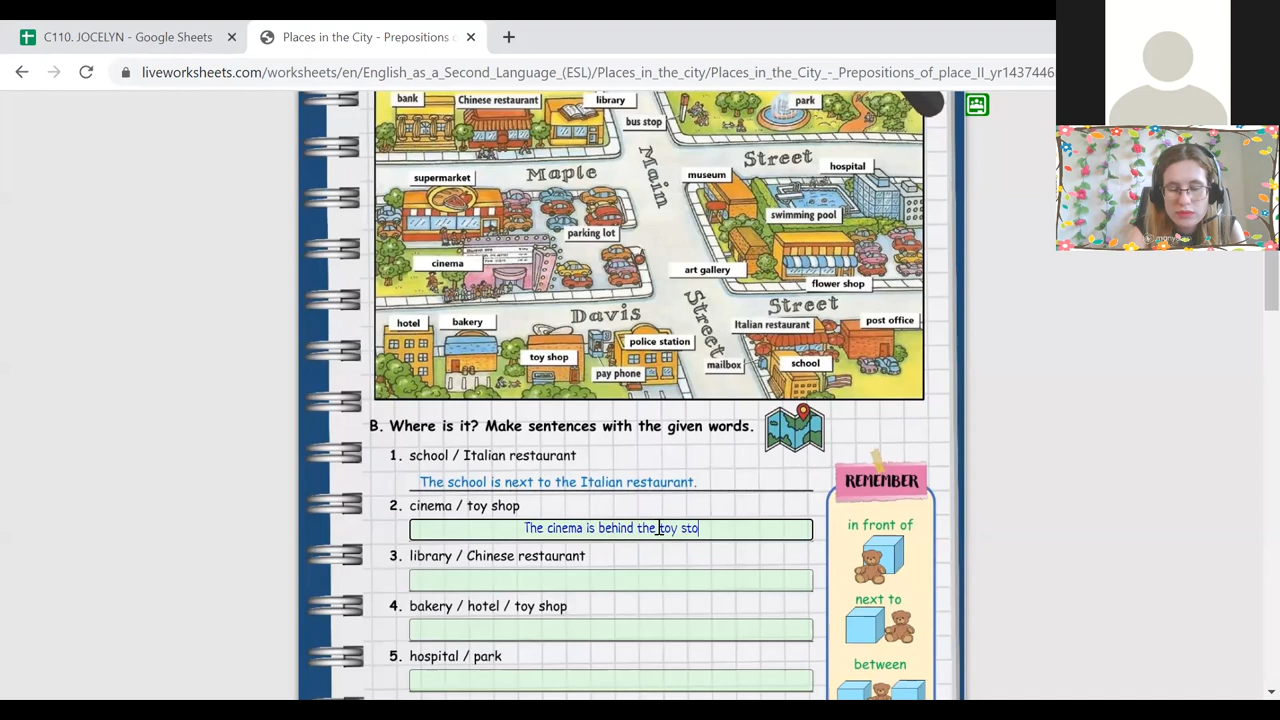 C110. JOCELYN - Google Sheets
Places in the City - Prepositions o
liveworksheets.com/worksheets/en/English_as_a_Second_Language_(ESL)/Places_in_the_city/Places_in_the_City_-_Prepositions_of_place_II_yr1437446
bank
Chinese restaurant
library
park
bus stop
Maple
Main
Street
museum
hospital
supermarket
swimming pool
parking lot
cinema
art gallery
flower shop
Davis
Street
Street
hotel
bakery
toy shop
police station
pay phone
Italian restaurant
post office
mailbox
school
B. Where is it? Make sentences with the given words.
1. school / Italian restaurant
The school is next to the Italian restaurant.
2. cinema / toy shop
The cinema is behind the toy sto
3. library / Chinese restaurant
4. bakery / hotel / toy shop
5. hospital / park
REMEMBER
in front of
next to
between